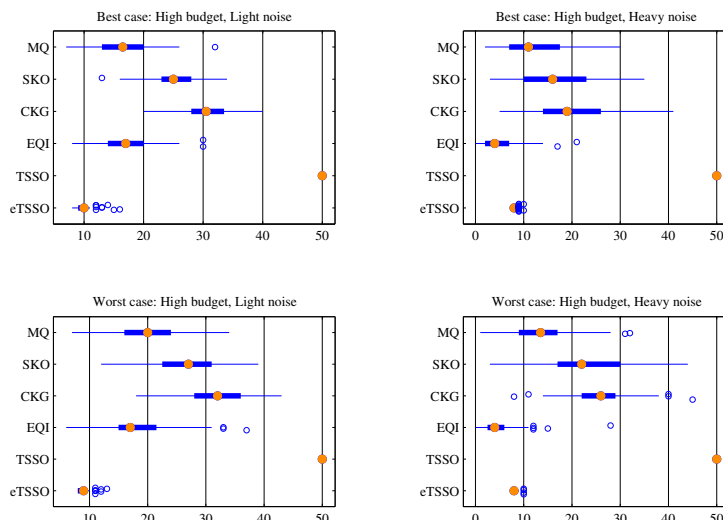 Best case: High budget, Light noise
MQ
SKO
CKG
EQI
TSSO
eTSSO
10 20 30 40 50
Best case: High budget, Heavy noise
MQ
SKO
CKG
EQI
TSSO
eTSSO
0 10 20 30 40 50
Worst case: High budget, Light noise
MQ
SKO
CKG
EQI
TSSO
eTSSO
10 20 30 40 50
Worst case: High budget, Heavy noise
MQ
SKO
CKG
EQI
TSSO
eTSSO
0 10 20 30 40 50